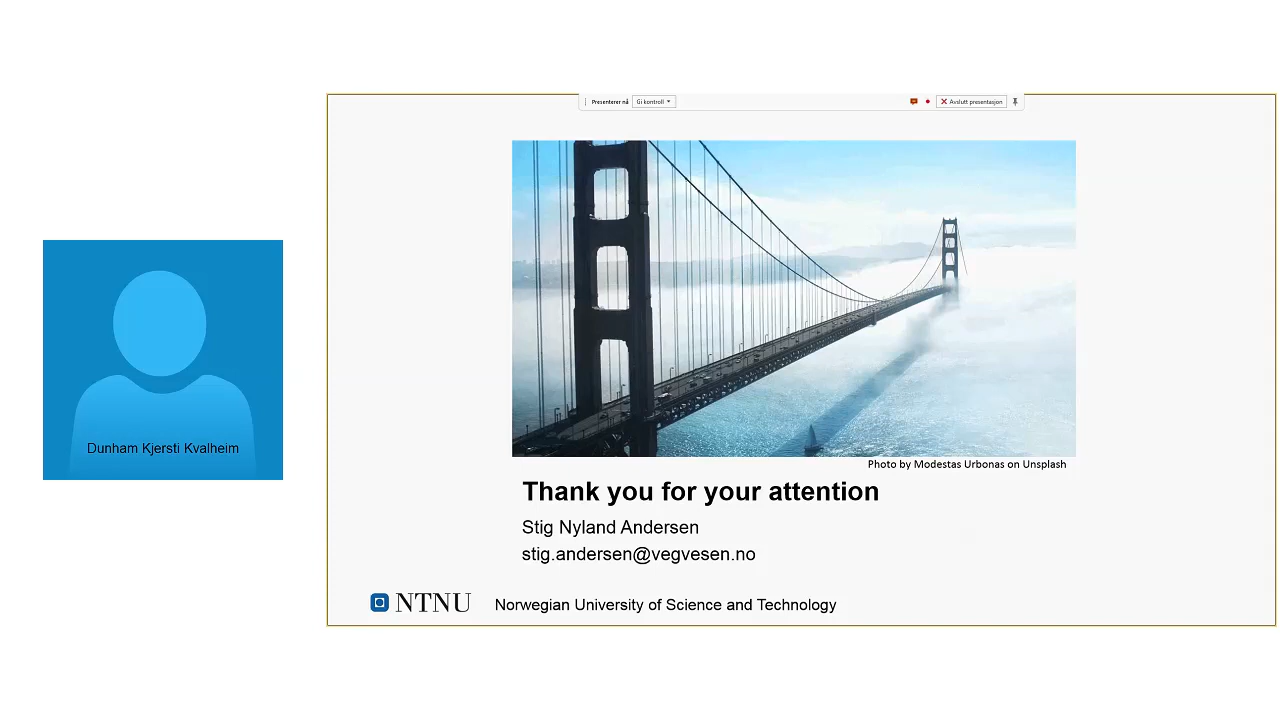 Presenterer nå
Gi kontroll
Avslutt presentasjon
Dunham Kjersti Kvalheim
Photo by Modestas Urbonas on Unsplash
Thank you for your attention
Stig Nyland Andersen
stig.andersen@vegvesen.no
NTNU
Norwegian University of Science and Technology